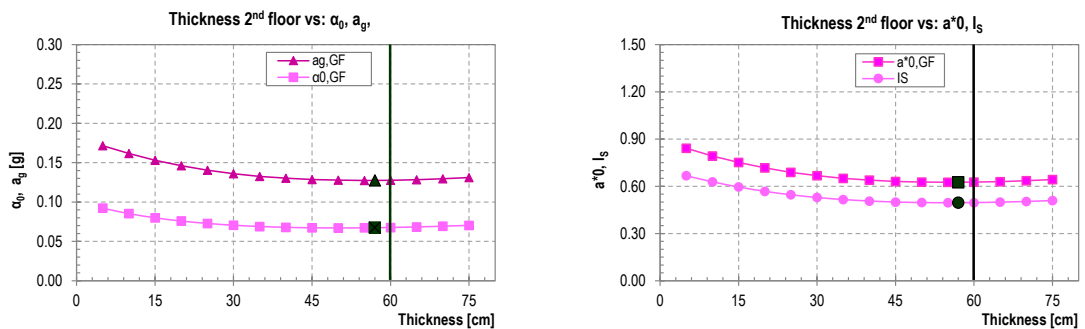 Thickness 2nd floor vs: α0, ag,
0.30
0.25
0.20
0.15
0.10
0.05
0.00
α0, ag [g]
ag,GF
α0,GF
0 15 30 45 60 75
Thickness [cm]
Thickness 2nd floor vs: a*0, IS
1.50
1.20
0.90
0.60
0.30
0.00
a*0, IS
a*0,GF
IS
0 15 30 45 60 75
Thickness [cm]